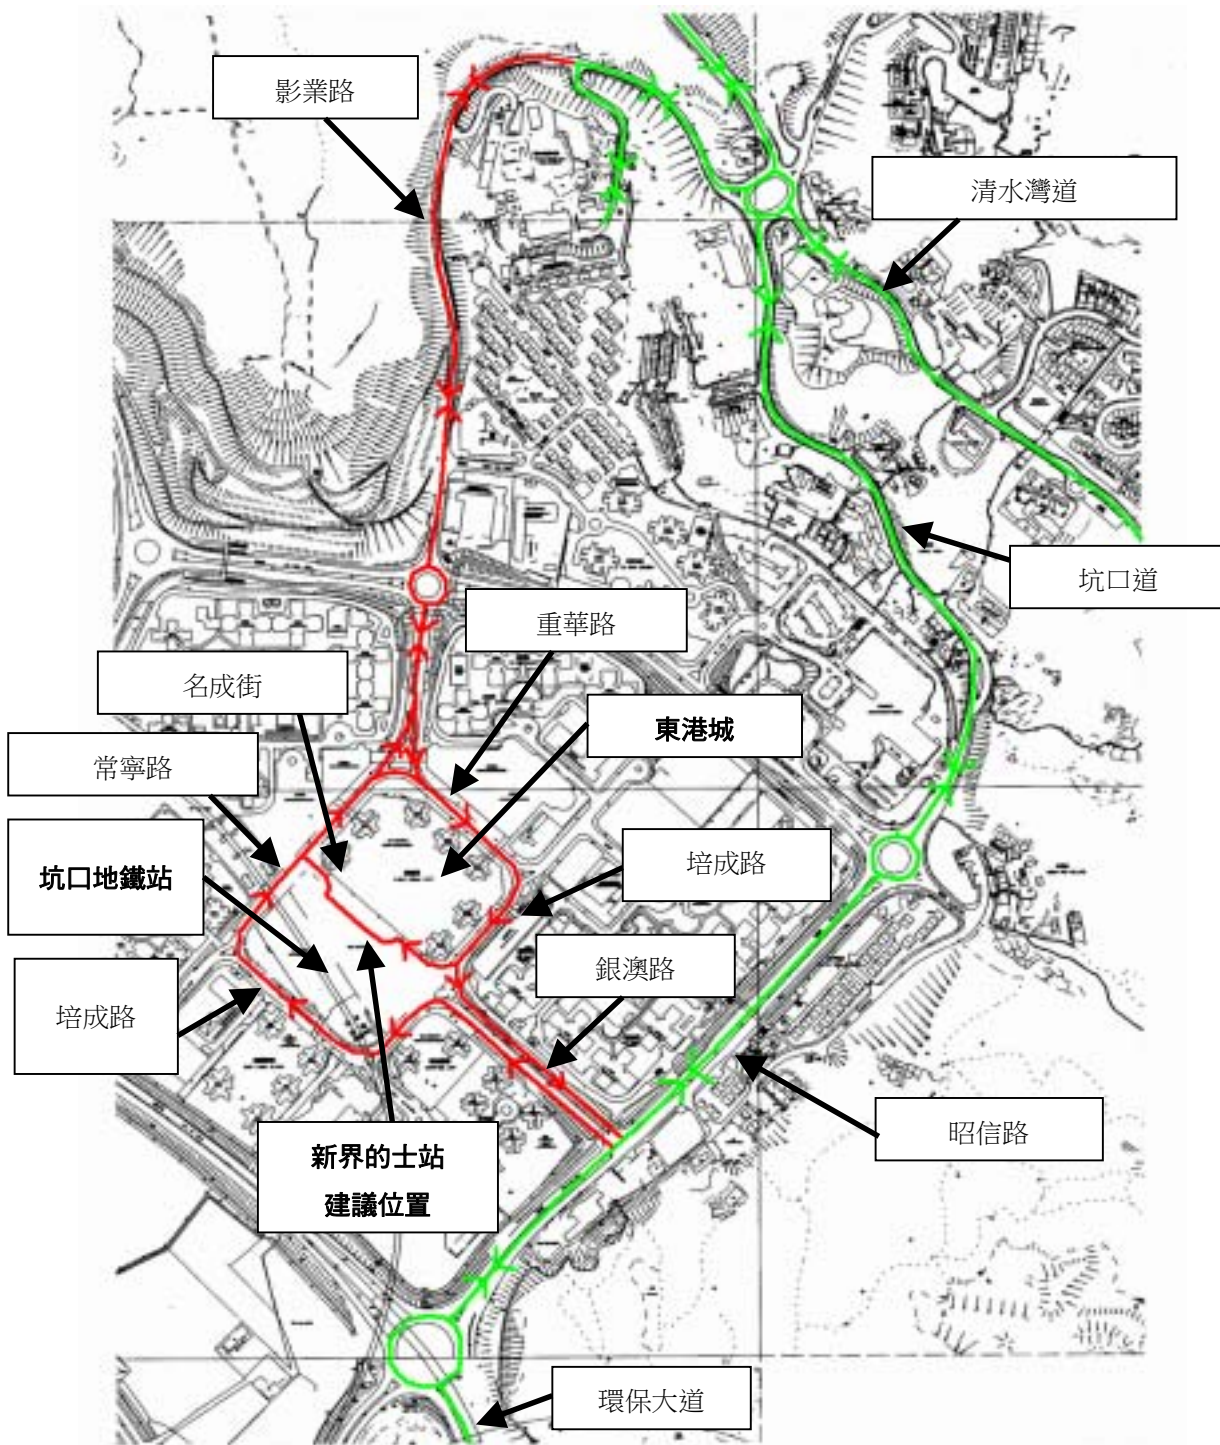 影業路
清水灣道
坑口道
重華路
名成街
東港城
常寧路
坑口地鐵站
培成路
銀澳路
培成路
昭信路
新界的士站
建議位置
環保大道